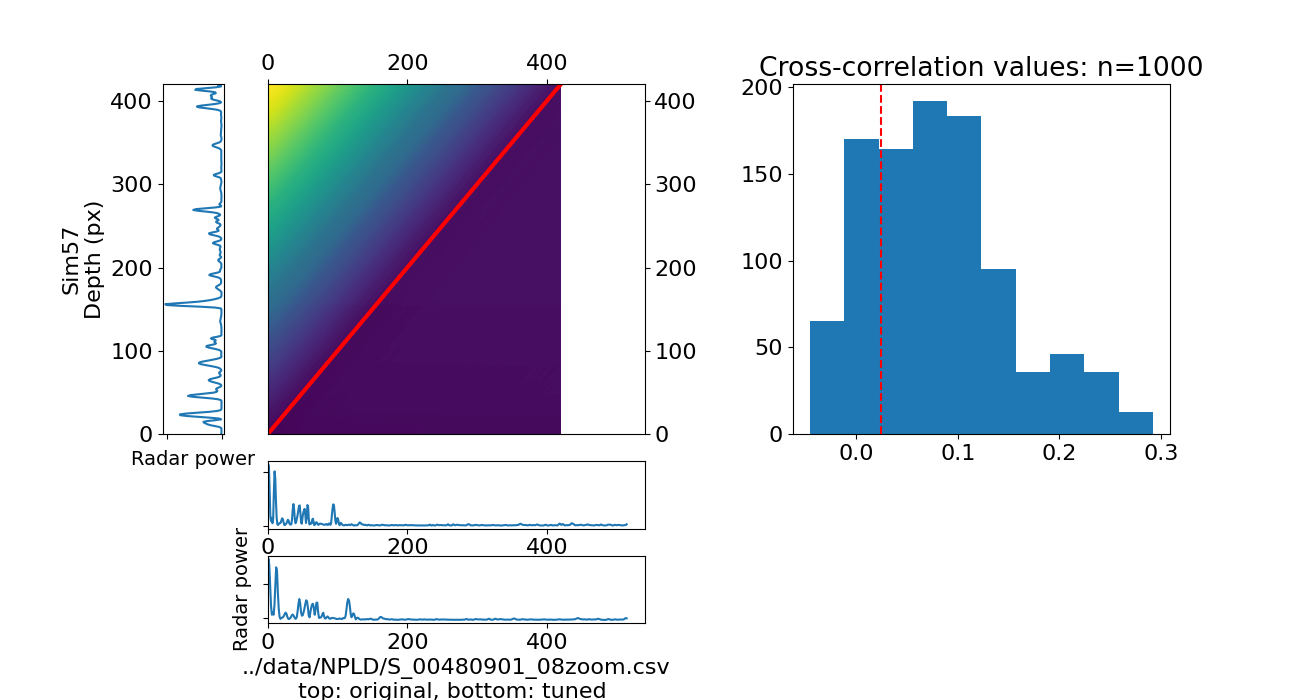 0 200 400
Cross-correlation values: n=1000
400
300
200
100
0
Sim57
Depth (px)
Radar power
400
300
200
100
0
200
150
100
50
0
0.0 0.1 0.2 0.3
0 200 400
Radar power
0 200 400
../data/NPLD/S_00480901_08zoom.csv
top: original, bottom: tuned